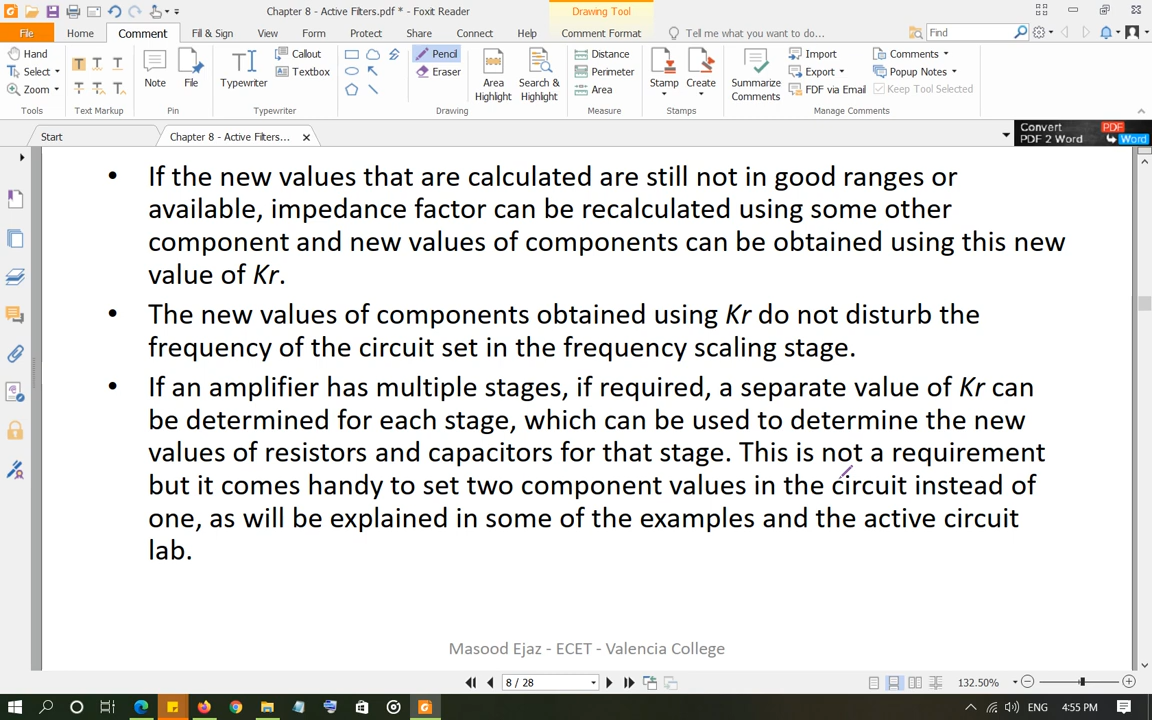 Chapter 8 - Active Filters.pdf * - Foxit Reader
Drawing Tool
File Home Comment Fill & Sign View Form Protect Share Connect Help Comment Format Tell me what you want to do... Find
Hand
Select
Zoom
Tools
Text Markup
Note
File
Pin
Typewriter
Callout
Textbox
Typewriter
Pencil
Eraser
Drawing
Area
Highlight
Search &
Highlight
Distance
Perimeter
Area
Measure
Stamp
Create
Stamps
Summarize
Comments
Import
Export
FDF via Email
Comments
Popup Notes
Keep Tool Selected
Manage Comments
Start
Chapter 8 - Active Filters...
Convert PDF
PDF 2 Word Word
• If the new values that are calculated are still not in good ranges or
available, impedance factor can be recalculated using some other
component and new values of components can be obtained using this new
value of Kr.
• The new values of components obtained using Kr do not disturb the
frequency of the circuit set in the frequency scaling stage.
• If an amplifier has multiple stages, if required, a separate value of Kr can
be determined for each stage, which can be used to determine the new
values of resistors and capacitors for that stage. This is not a requirement
but it comes handy to set two component values in the circuit instead of
one, as will be explained in some of the examples and the active circuit
lab.
Masood Ejaz - ECET - Valencia College
8 / 28
132.50%
ENG 4:55 PM